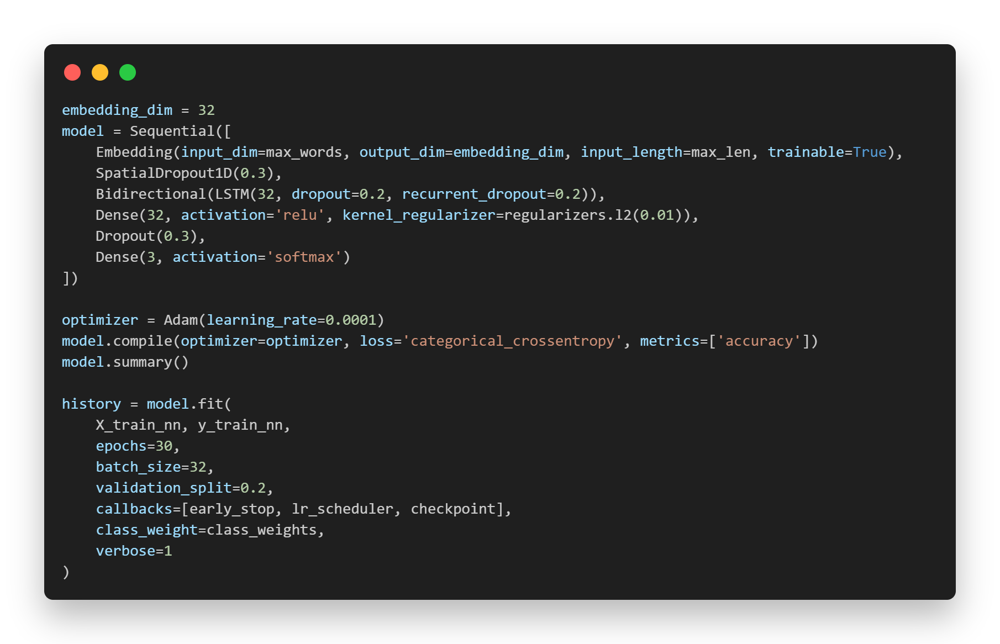 embedding_dim = 32
model = Sequential([
    Embedding(input_dim=max_words, output_dim=embedding_dim, input_length=max_len, trainable=True),
    SpatialDropout1D(0.3),
    Bidirectional(LSTM(32, dropout=0.2, recurrent_dropout=0.2)),
    Dense(32, activation='relu', kernel_regularizer=regularizers.l2(0.01)),
    Dropout(0.3),
    Dense(3, activation='softmax')
])

optimizer = Adam(learning_rate=0.0001)
model.compile(optimizer=optimizer, loss='categorical_crossentropy', metrics=['accuracy'])
model.summary()

history = model.fit(
    X_train_nn, y_train_nn,
    epochs=30,
    batch_size=32,
    validation_split=0.2,
    callbacks=[early_stop, lr_scheduler, checkpoint],
    class_weight=class_weights,
    verbose=1
)